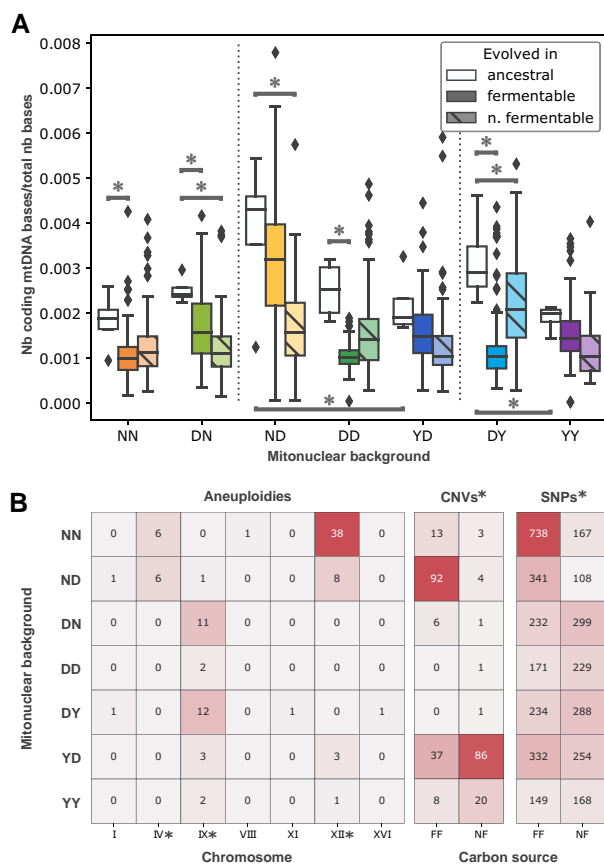 A
Nb coding mtDNA bases/total nb bases
0.008
0.007
0.006
0.005
0.004
0.003
0.002
0.001
0.000
Evolved in
ancestral
fermentable
n. fermentable
* * * * * * * * *
NN DN ND DD YD DY YY
Mitonuclear background
B
Aneuploidies CNVs* SNPs*
Mitonuclear background
NN 0 6 0 1 0 38 0 13 3 738 167
ND 1 6 1 0 0 8 0 92 4 341 108
DN 0 0 11 0 0 0 0 6 1 232 299
DD 0 0 2 0 0 0 0 0 1 171 229
DY 1 0 12 0 1 0 1 0 1 234 288
YD 0 0 3 0 0 3 0 37 86 332 254
YY 0 0 2 0 0 1 0 8 20 149 168
I IV* IX* VIII XI XII* XVI FF NF FF NF
Chromosome Carbon source